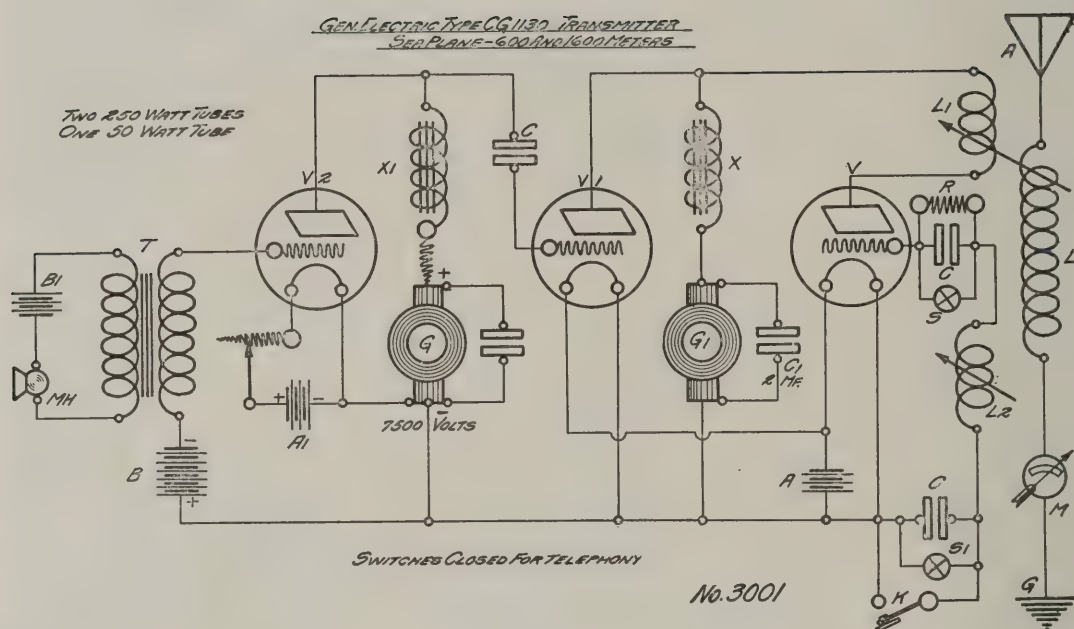 GEN. ELECTRIC TYPE CG1130 TRANSMITTER
SEA PLANE-600 AND 1600 METERS
TWO 250 WATT TUBES
ONE 50 WATT TUBE
A
L1
V2
X1
C
V1
X
V
R
C
S
L
T
B1
MH
+
G
G1
C1
2 MF.
L2
+ -
A1
-
7500 VOLTS
-
B
+
A
C
M
S1
SWITCHES CLOSED FOR TELEPHONY
No. 3001
K
G